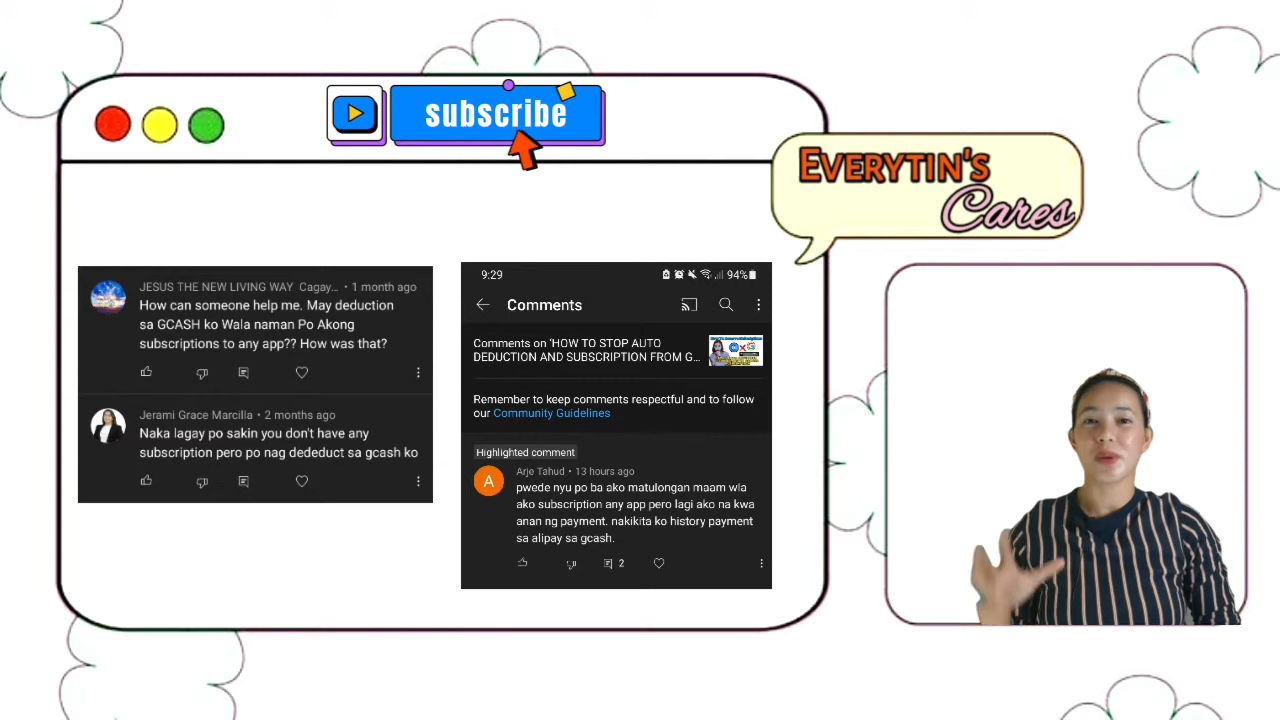 subscribe
EVERYTIN'S
Cares
JESUS THE NEW LIVING WAY Cagay... • 1 month ago
How can someone help me. May deduction
sa GCASH ko Wala naman Po Akong
subscriptions to any app?? How was that?
Jerami Grace Marcilla • 2 months ago
Naka lagay po sakin you don't have any
subscription pero po nag dededuct sa gcash ko
9:29
94%
Comments
Comments on 'HOW TO STOP AUTO
DEDUCTION AND SUBSCRIPTION FROM G...
Remember to keep comments respectful and to follow
our Community Guidelines
Highlighted comment
A
Arje Tahud • 13 hours ago
pwede nyu po ba ako matulongan maam wla
ako subscription any app pero lagi ako na kwa
anan ng payment. nakikita ko history payment
sa alipay sa gcash.
2